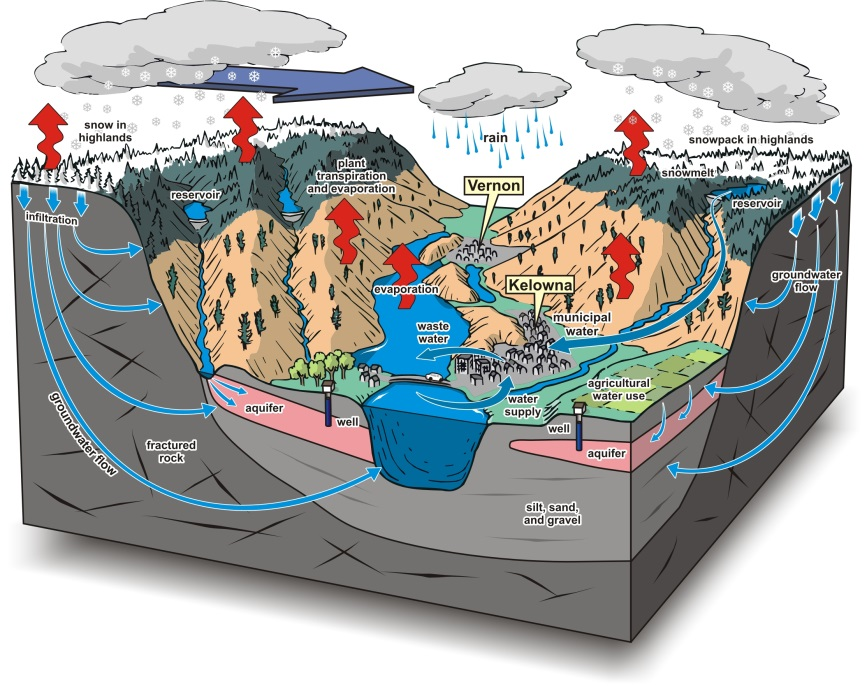 snow in
highlands
rain
snowpack in highlands
plant
transpiration
and evaporation
snowmelt
Vernon
reservoir
reservoir
infiltration
groundwater
flow
Kelowna
evaporation
municipal
water
waste
water
agricultural
water use
water
supply
aquifer
well
well
groundwater flow
fractured
rock
aquifer
silt, sand,
and gravel